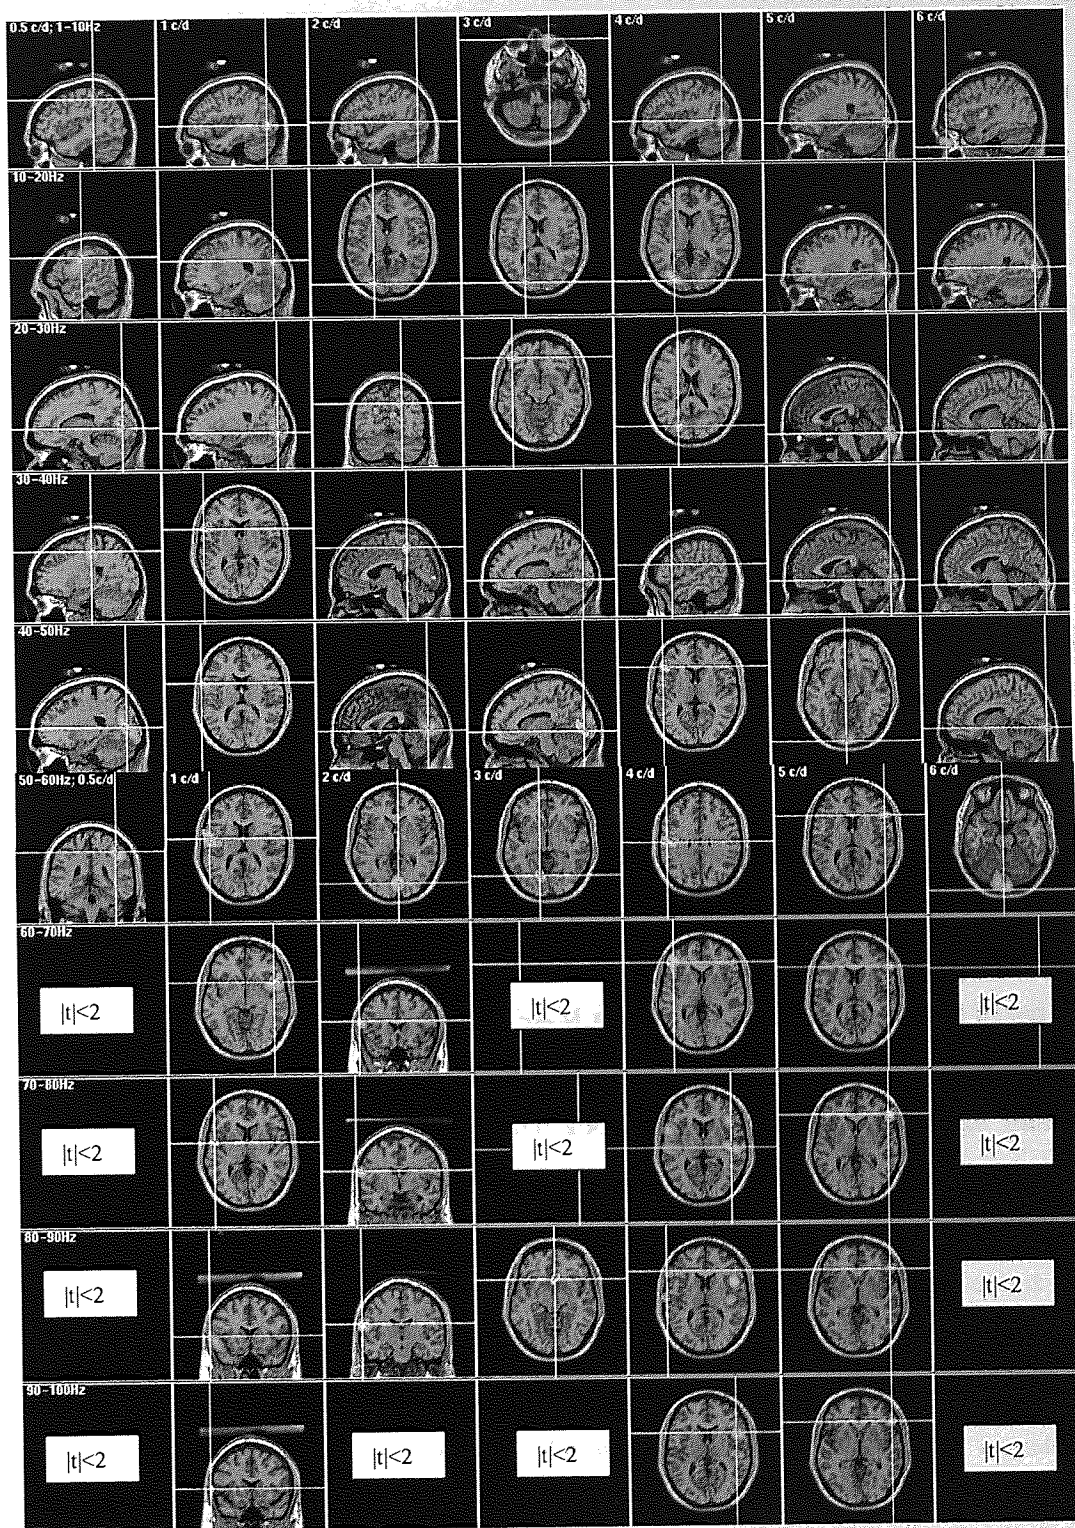 0.5 c/d; 1-10Hz 1 c/d 2 c/d 3 c/d 4 c/d 5 c/d 6 c/d
10-20Hz
20-30Hz
30-40Hz
40-50Hz
50-60Hz; 0.5c/d 1 c/d 2 c/d 3 c/d 4 c/d 5 c/d 6 c/d
60-70Hz
|t|<2 |t|<2 |t|<2
70-80Hz
|t|<2 |t|<2 |t|<2
80-90Hz
|t|<2 |t|<2
90-100Hz
|t|<2 |t|<2 |t|<2 |t|<2